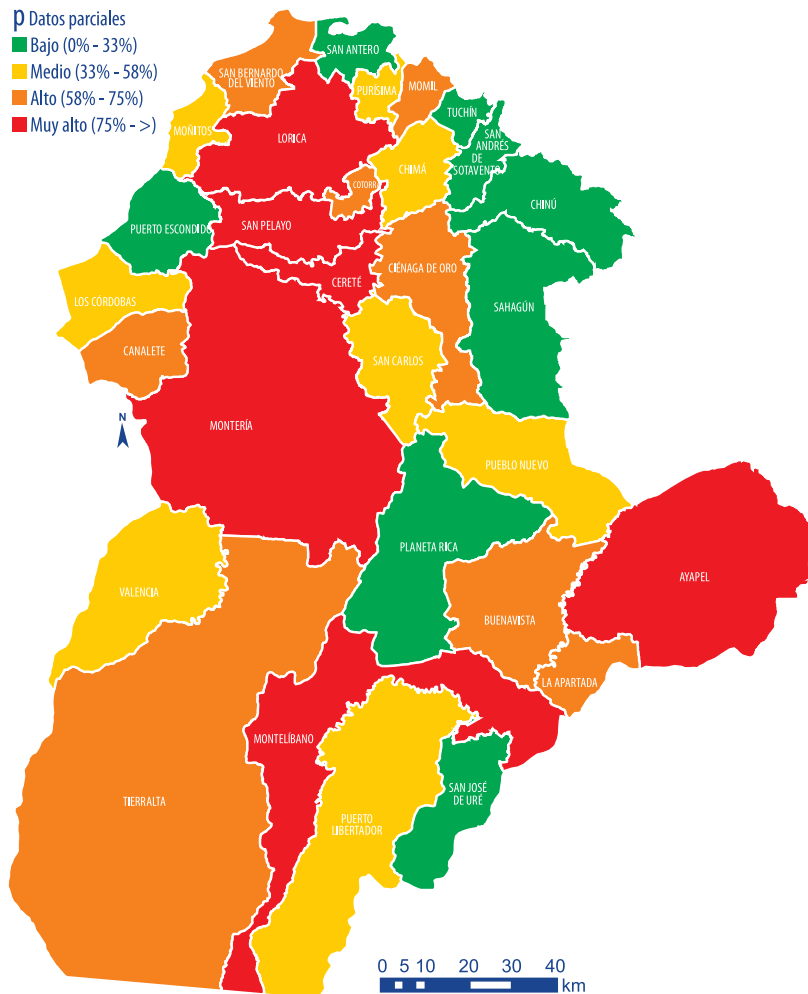 p Datos parciales
Bajo (0% - 33%)
Medio (33% - 58%)
Alto (58% - 75%)
Muy alto (75% - >)
SAN ANTERO
SAN BERNARDO
DEL VIENTO
PURÍSIMA
MOMIL
TUCHÍN
MOÑITOS
LORICA
SAN
ANDRÉS
DE
SOTAVENTO
CHIMÁ
COTORR
CHINÚ
PUERTO ESCONDIDO
SAN PELAYO
CIÉNAGA DE ORO
CERETÉ
LOS CÓRDOBAS
SAHAGÚN
CANALETE
SAN CARLOS
N
MONTERÍA
PUEBLO NUEVO
PLANETA RICA
AYAPEL
VALENCIA
BUENAVISTA
LA APARTADA
MONTELÍBANO
SAN JOSÉ
DE URÉ
TIERRALTA
PUERTO
LIBERTADOR
0 5 10 20 30 40
km